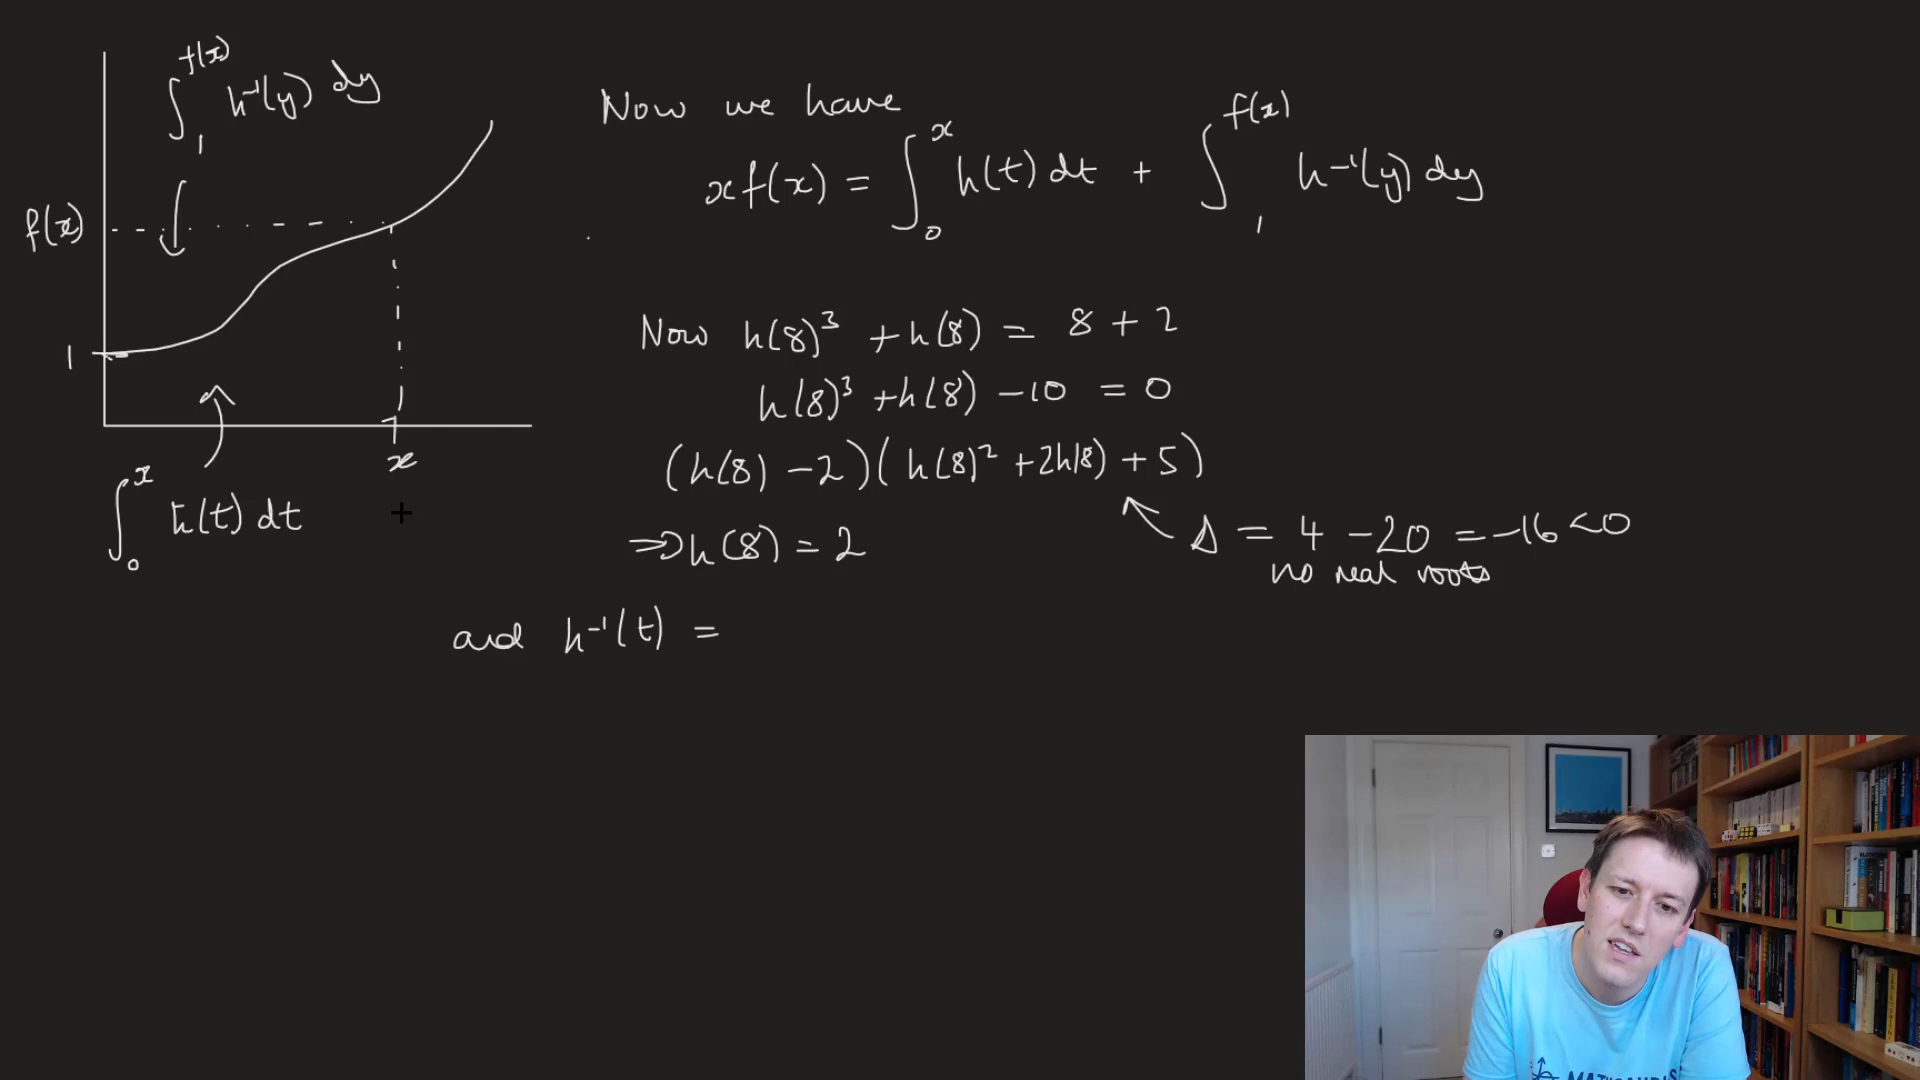 ∫₁^f(x) h⁻¹(y) dy
f(x)
1
x
∫₀^x h(t) dt
Now we have
xf(x) = ∫₀^x h(t) dt + ∫₁^f(x) h⁻¹(y) dy
Now h(8)³ + h(8) = 8 + 2
h(8)³ + h(8) - 10 = 0
(h(8) - 2)(h(8)² + 2h(8) + 5)
Δ = 4 - 20 = -16 < 0
no real roots
⇒ h(8) = 2
and h⁻¹(t) =